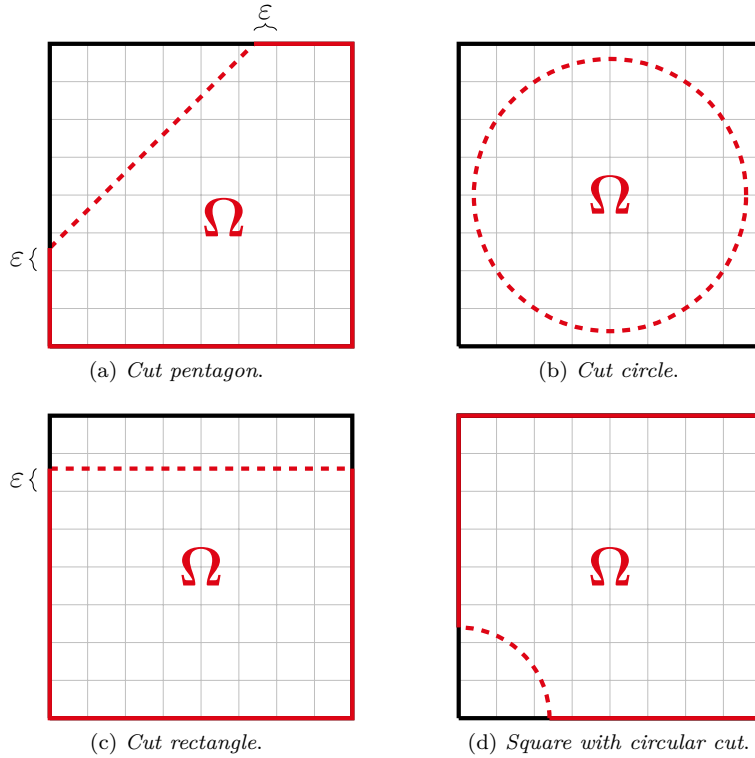 ε
Ω
ε{
(a) Cut pentagon.
Ω
(b) Cut circle.
ε{
Ω
(c) Cut rectangle.
Ω
(d) Square with circular cut.